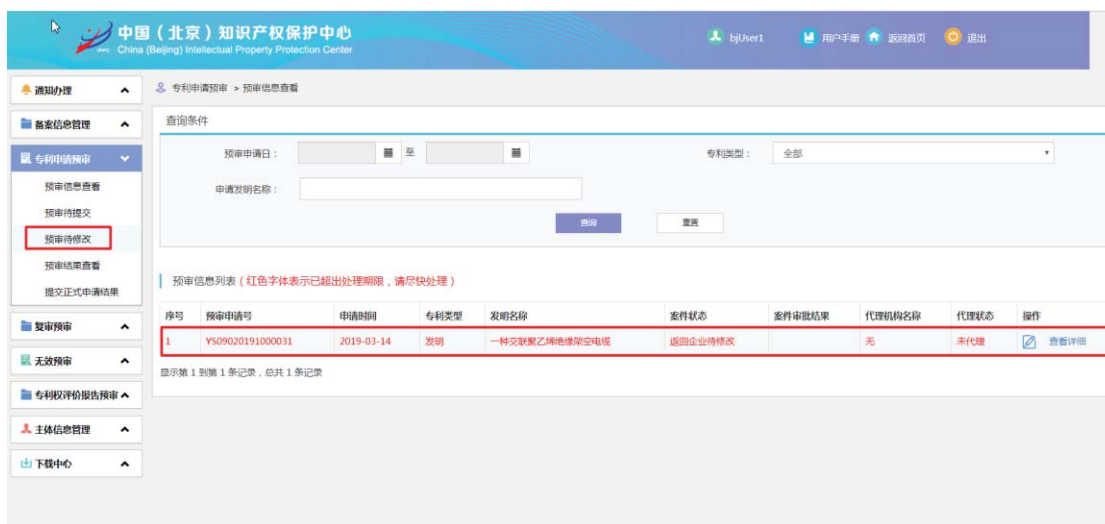 中国（北京）知识产权保护中心
China (Beijing) Intellectual Property Protection Center
bjUser1 用户手册 返回首页 退出
通知办理
备案信息管理
专利申请预审
预审信息查看
预审待提交
预审待修改
预审结果查看
提交正式申请结果
复审预审
无效预审
专利权评价报告预审
主体信息管理
下载中心
专利申请预审 > 预审信息查看
查询条件
预审申请日： 至 专利类型： 全部
申请发明名称：
查询 重置
预审信息列表（红色字体表示已超出处理期限，请尽快处理）
序号 预审申请号 申请时间 专利类型 发明名称 案件状态 案件审批结果 代理机构名称 代理状态 操作
1 YS09020191000031 2019-03-14 发明 一种交联聚乙烯绝缘架空电缆 返回企业待修改 无 未代理 查看详细
显示第 1 到第 1 条记录，总共 1 条记录